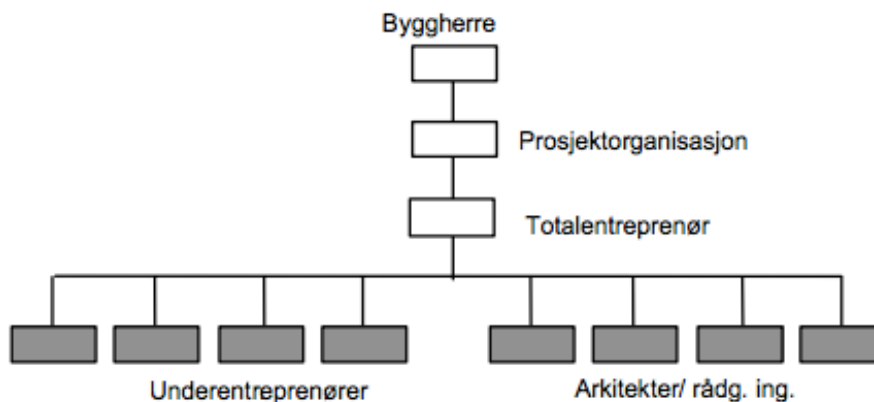 Byggherre
Prosjektorganisasjon
Totalentreprenør
Underentreprenører
Arkitekter/ rådg. ing.